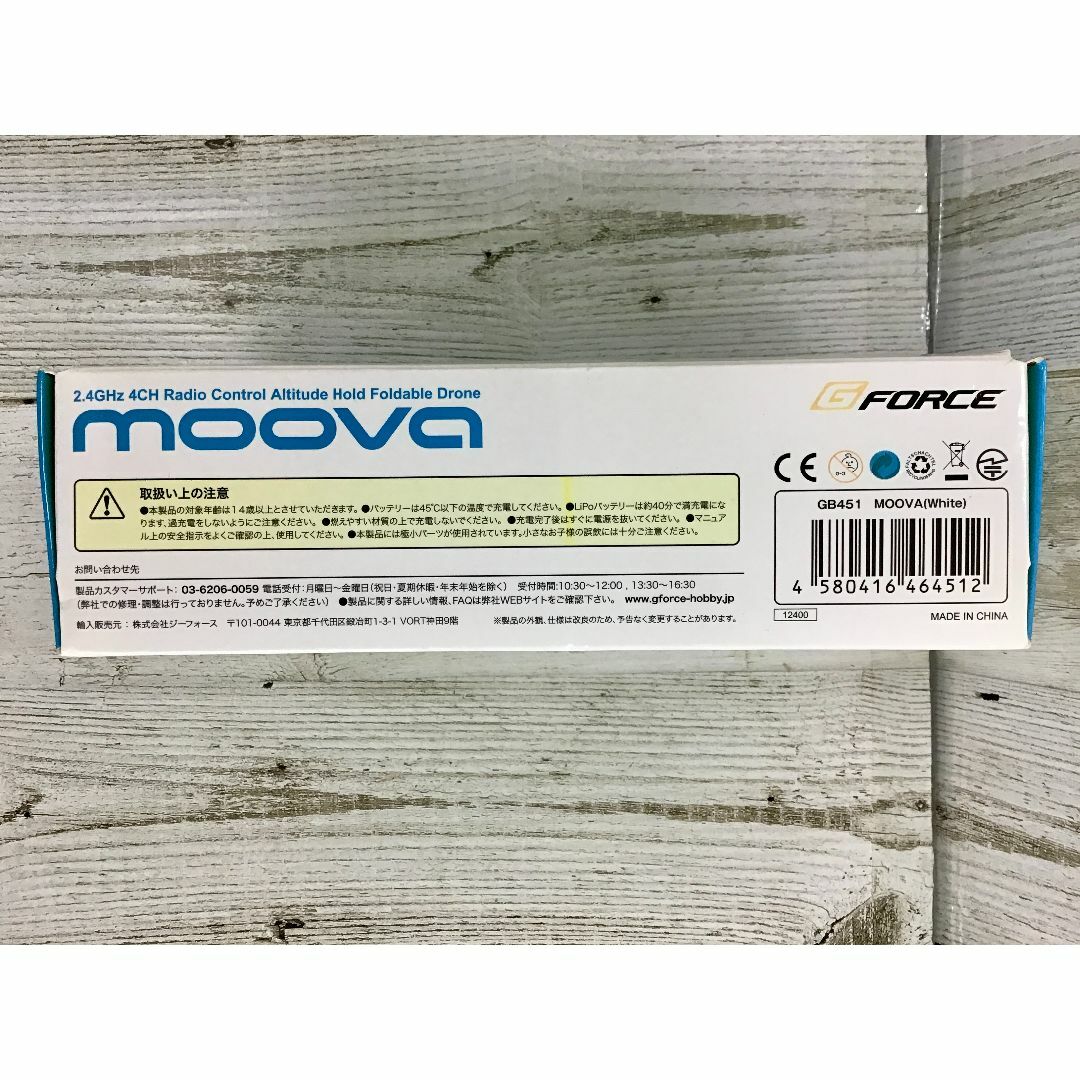 2.4GHz 4CH Radio Control Altitude Hold Foldable Drone
moova
G FORCE
取扱い上の注意
●本製品の対象年齢は14歳以上とさせていただきます。●バッテリーは45℃以下の温度で充電してください。●LiPoバッテリーは約40分で満充電にな
ります、過充電をしないようにご注意ください。 ●燃えやすい材質の上で充電しないでください。 ●充電完了後はすぐに電源を抜いてください。●マニュア
ル上の安全指示をよくご確認の上、使用してください。 ●本製品には極小パーツが使用されています。小さなお子様の誤飲には十分ご注意ください。
お問い合わせ先
製品カスタマーサポート: 03-6206-0059 電話受付:月曜日〜金曜日(祝日・夏期休暇・年末年始を除く) 受付時間:10:30〜12:00 , 13:30〜16:30
(弊社での修理・調整は行っておりません。予めご了承ください) ●製品に関する詳しい情報、FAQは弊社WEBサイトをご確認下さい。 www.gforce-hobby.jp
輸入販売元 : 株式会社ジーフォース 〒101-0044 東京都千代田区鍛冶町1-3-1 VORT神田9階 ※製品の外観、仕様は改良のため、予告なく変更することがあります。
CE
0-3
GB451 MOOVA(White)
4 580416 464512
12400
MADE IN CHINA